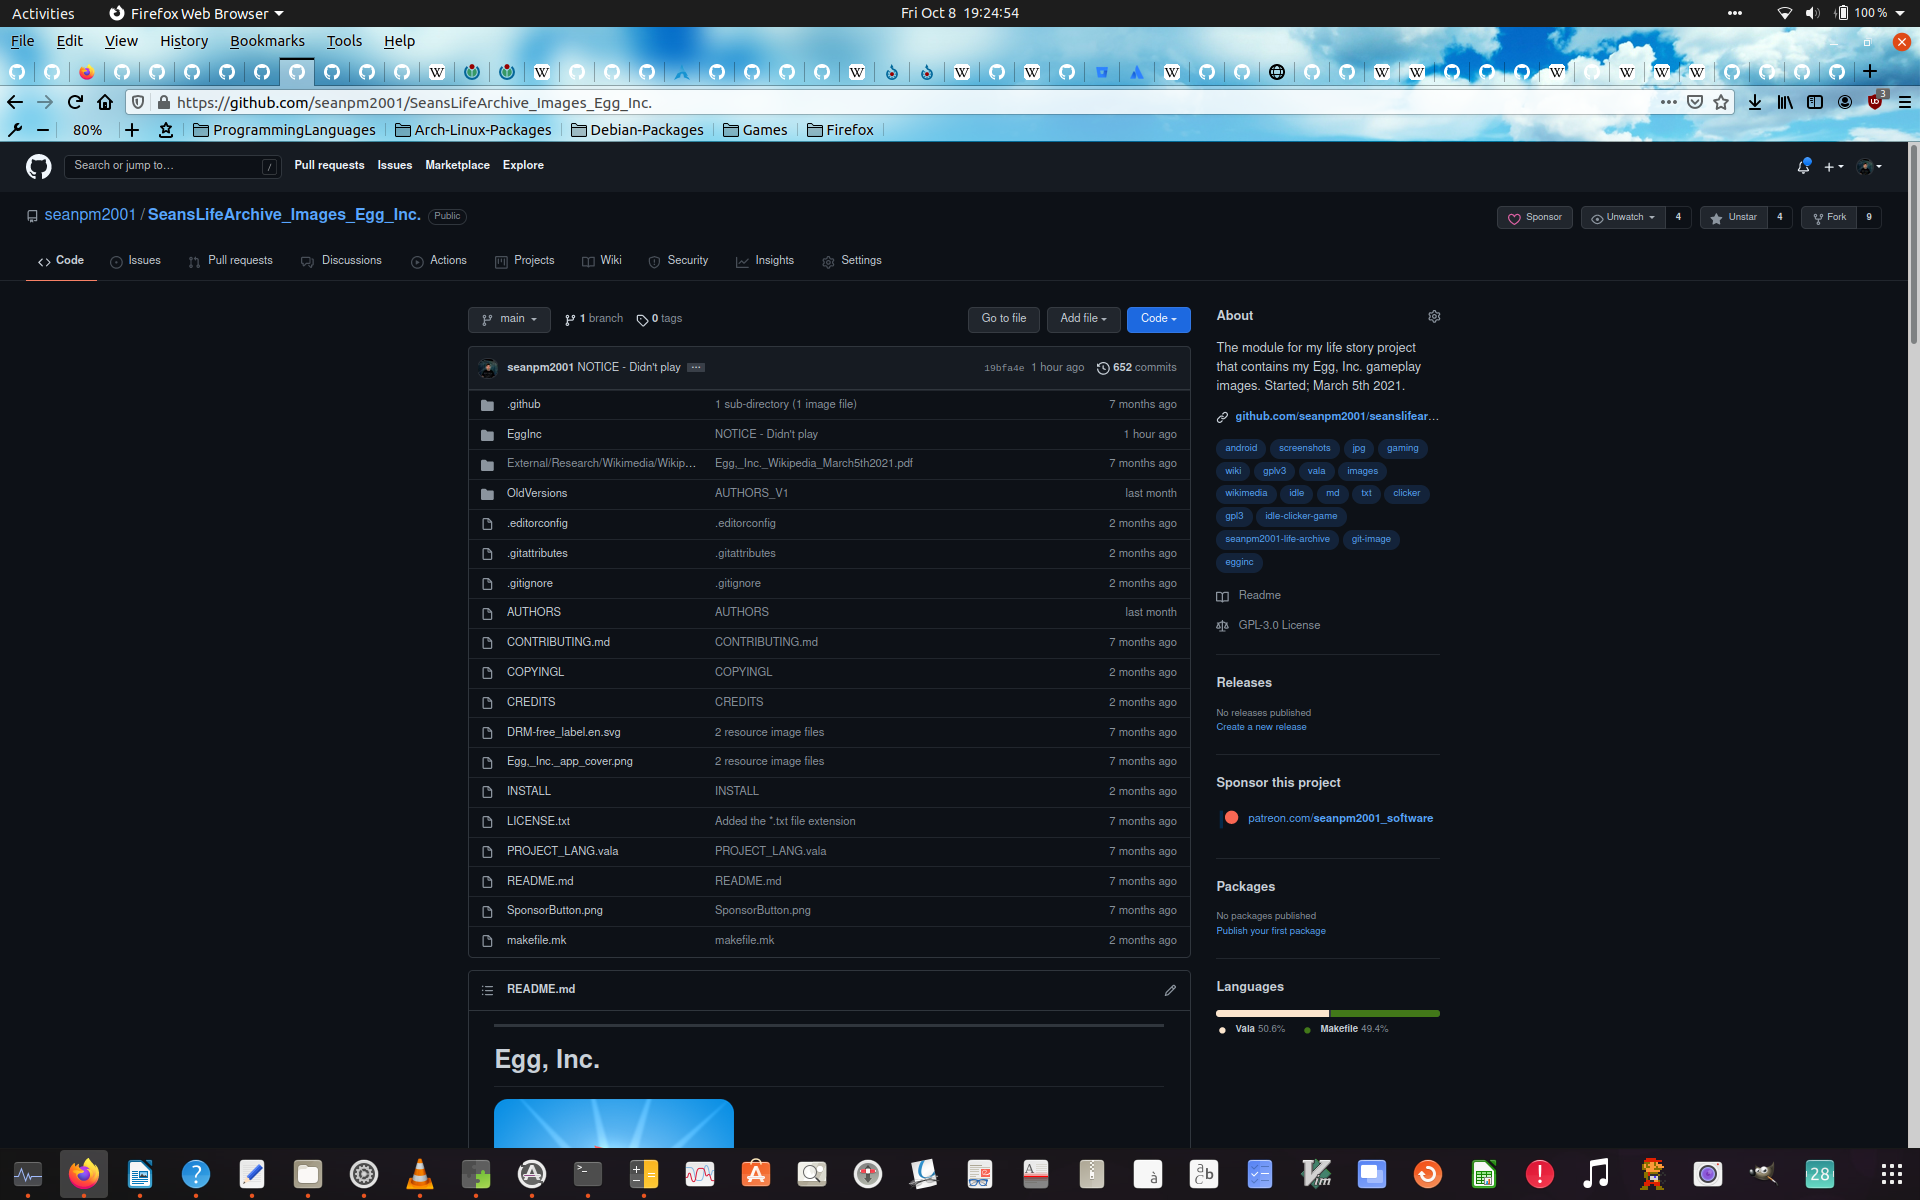 Activities Firefox Web Browser Fri Oct 8 19:24:54 100 %
File Edit View History Bookmarks Tools Help
https://github.com/seanpm2001/SeansLifeArchive_Images_Egg_Inc. 3
80% ProgrammingLanguages Arch-Linux-Packages Debian-Packages Games Firefox
Search or jump to… / Pull requests Issues Marketplace Explore
seanpm2001 / SeansLifeArchive_Images_Egg_Inc. Public Sponsor Unwatch 4 Unstar 4 Fork 9
Code Issues Pull requests Discussions Actions Projects Wiki Security Insights Settings
main 1 branch 0 tags Go to file Add file Code
seanpm2001 NOTICE - Didn't play 19bfa4e 1 hour ago 652 commits
.github 1 sub-directory (1 image file) 7 months ago
EggInc NOTICE - Didn't play 1 hour ago
External/Research/Wikimedia/Wikip… Egg,_Inc._Wikipedia_March5th2021.pdf 7 months ago
OldVersions AUTHORS_V1 last month
.editorconfig .editorconfig 2 months ago
.gitattributes .gitattributes 2 months ago
.gitignore .gitignore 2 months ago
AUTHORS AUTHORS last month
CONTRIBUTING.md CONTRIBUTING.md 7 months ago
COPYINGL COPYINGL 2 months ago
CREDITS CREDITS 2 months ago
DRM-free_label.en.svg 2 resource image files 7 months ago
Egg,_Inc._app_cover.png 2 resource image files 7 months ago
INSTALL INSTALL 2 months ago
LICENSE.txt Added the *.txt file extension 7 months ago
PROJECT_LANG.vala PROJECT_LANG.vala 7 months ago
README.md README.md 7 months ago
SponsorButton.png SponsorButton.png 7 months ago
makefile.mk makefile.mk 2 months ago
README.md
Egg, Inc.
About
The module for my life story project
that contains my Egg, Inc. gameplay
images. Started; March 5th 2021.
github.com/seanpm2001/seanslifear…
android screenshots jpg gaming
wiki gplv3 vala images
wikimedia idle md txt clicker
gpl3 idle-clicker-game
seanpm2001-life-archive git-image
egginc
Readme
GPL-3.0 License
Releases
No releases published
Create a new release
Sponsor this project
patreon.com/seanpm2001_software
Packages
No packages published
Publish your first package
Languages
Vala 50.6% Makefile 49.4%
28